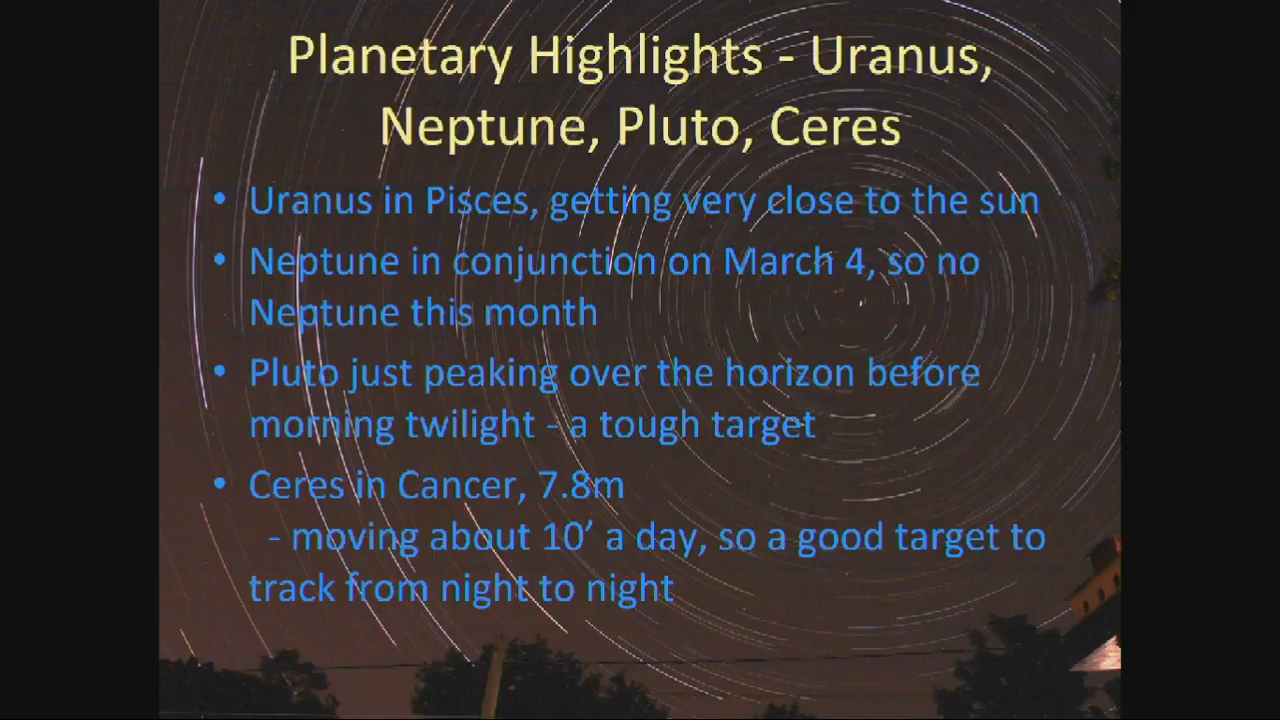 Planetary Highlights - Uranus,
Neptune, Pluto, Ceres
• Uranus in Pisces, getting very close to the sun
• Neptune in conjunction on March 4, so no
Neptune this month
• Pluto just peaking over the horizon before
morning twilight - a tough target
• Ceres in Cancer, 7.8m
- moving about 10’ a day, so a good target to
track from night to night